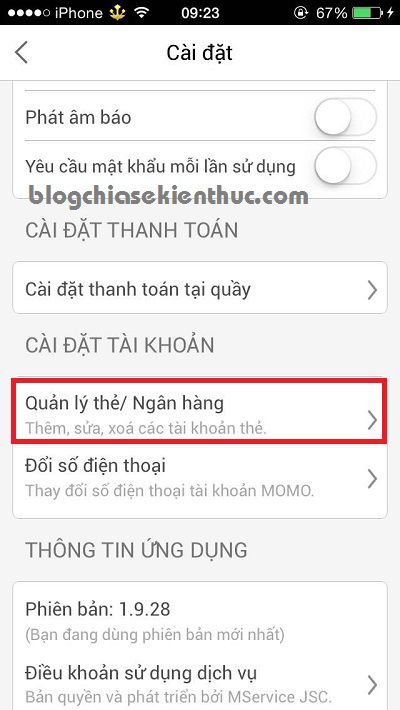 iPhone 09:23 67%
Cài đặt
Phát âm báo
Yêu cầu mật khẩu mỗi lần sử dụng
blogchiasekienthuc.com
CÀI ĐẶT THANH TOÁN
Cài đặt thanh toán tại quầy
CÀI ĐẶT TÀI KHOẢN
Quản lý thẻ/ Ngân hàng
Thêm, sửa, xoá các tài khoản thẻ.
Đổi số điện thoại
Thay đổi số điện thoại tài khoản MOMO.
THÔNG TIN ỨNG DỤNG
Phiên bản: 1.9.28
(Bạn đang dùng phiên bản mới nhất)
Điều khoản sử dụng dịch vụ
Bản quyền và phát triển bởi MService JSC.